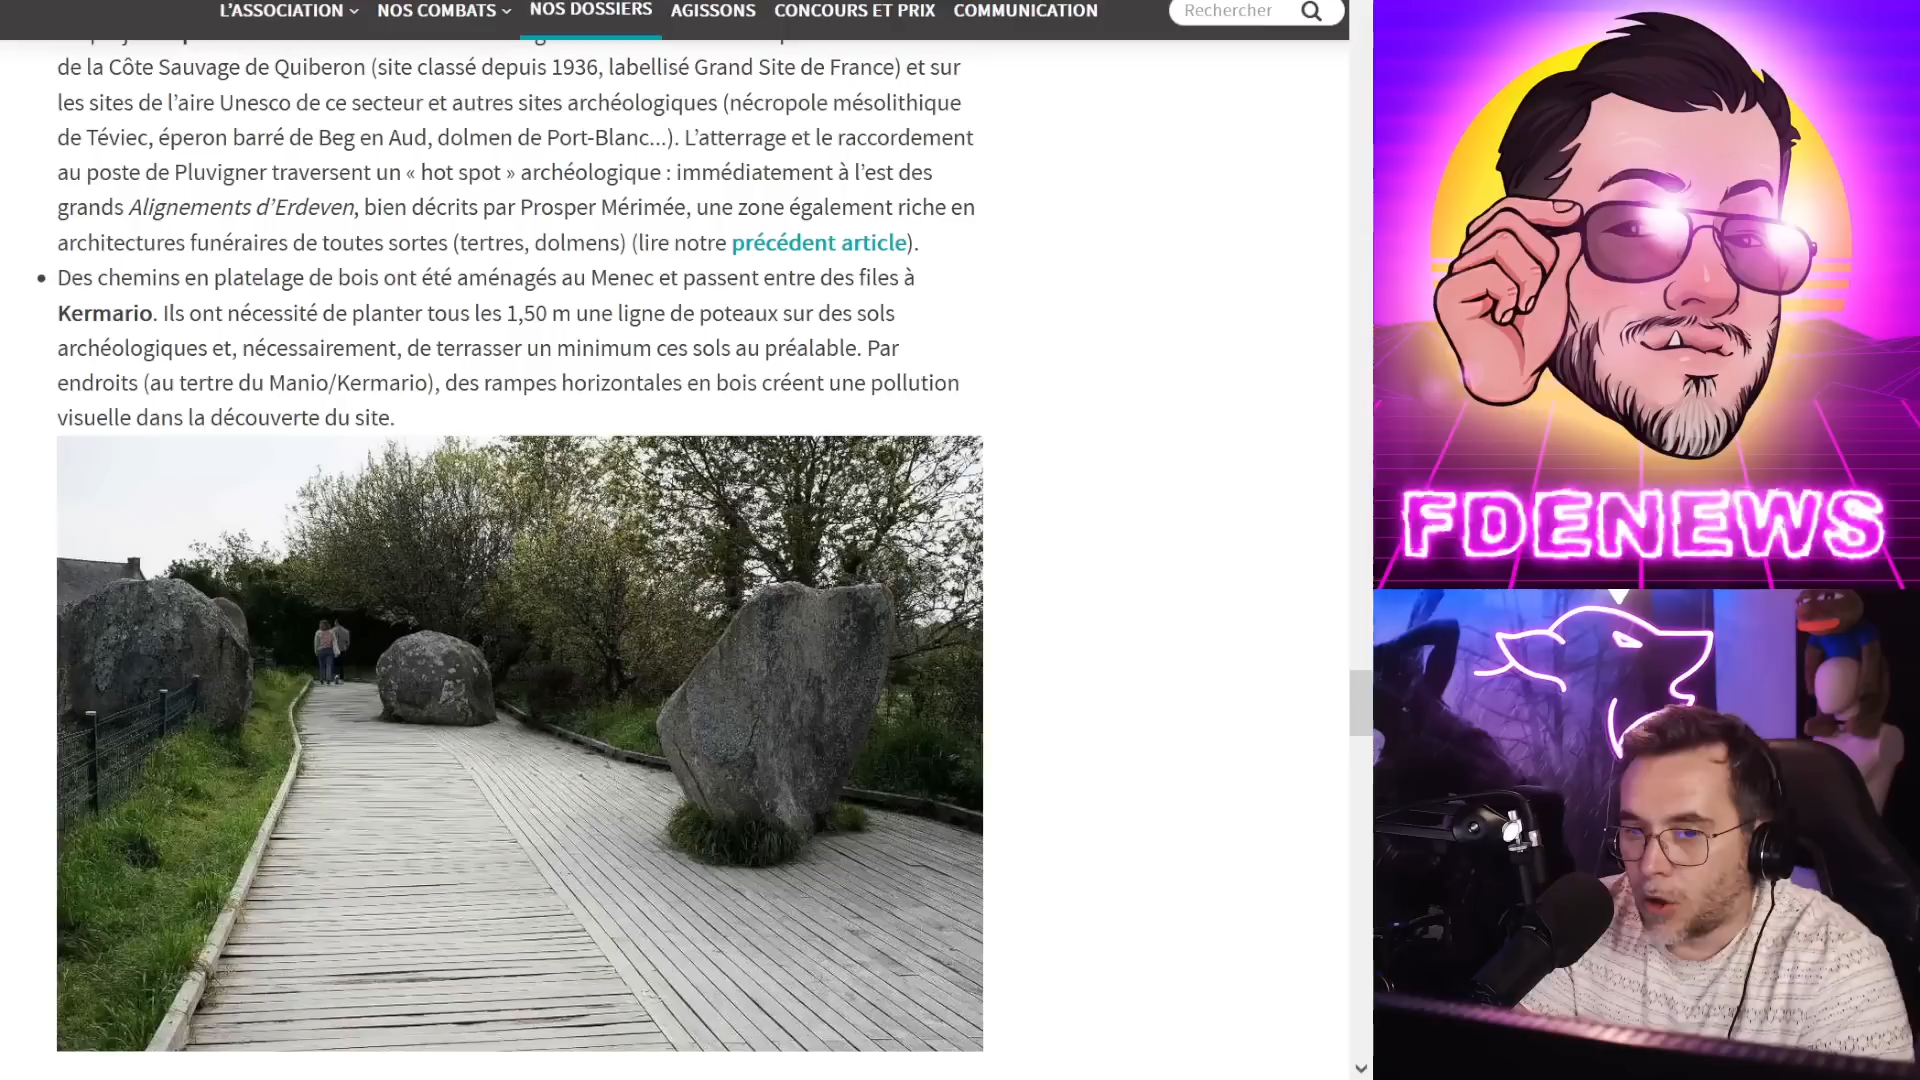 L’ASSOCIATION NOS COMBATS NOS DOSSIERS AGISSONS CONCOURS ET PRIX COMMUNICATION Rechercher
de la Côte Sauvage de Quiberon (site classé depuis 1936, labellisé Grand Site de France) et sur
les sites de l’aire Unesco de ce secteur et autres sites archéologiques (nécropole mésolithique
de Téviec, éperon barré de Beg en Aud, dolmen de Port-Blanc...). L’atterrage et le raccordement
au poste de Pluvigner traversent un « hot spot » archéologique : immédiatement à l’est des
grands Alignements d’Erdeven, bien décrits par Prosper Mérimée, une zone également riche en
architectures funéraires de toutes sortes (tertres, dolmens) (lire notre précédent article).
• Des chemins en platelage de bois ont été aménagés au Menec et passent entre des files à
Kermario. Ils ont nécessité de planter tous les 1,50 m une ligne de poteaux sur des sols
archéologiques et, nécessairement, de terrasser un minimum ces sols au préalable. Par
endroits (au tertre du Manio/Kermario), des rampes horizontales en bois créent une pollution
visuelle dans la découverte du site.
FDENEWS